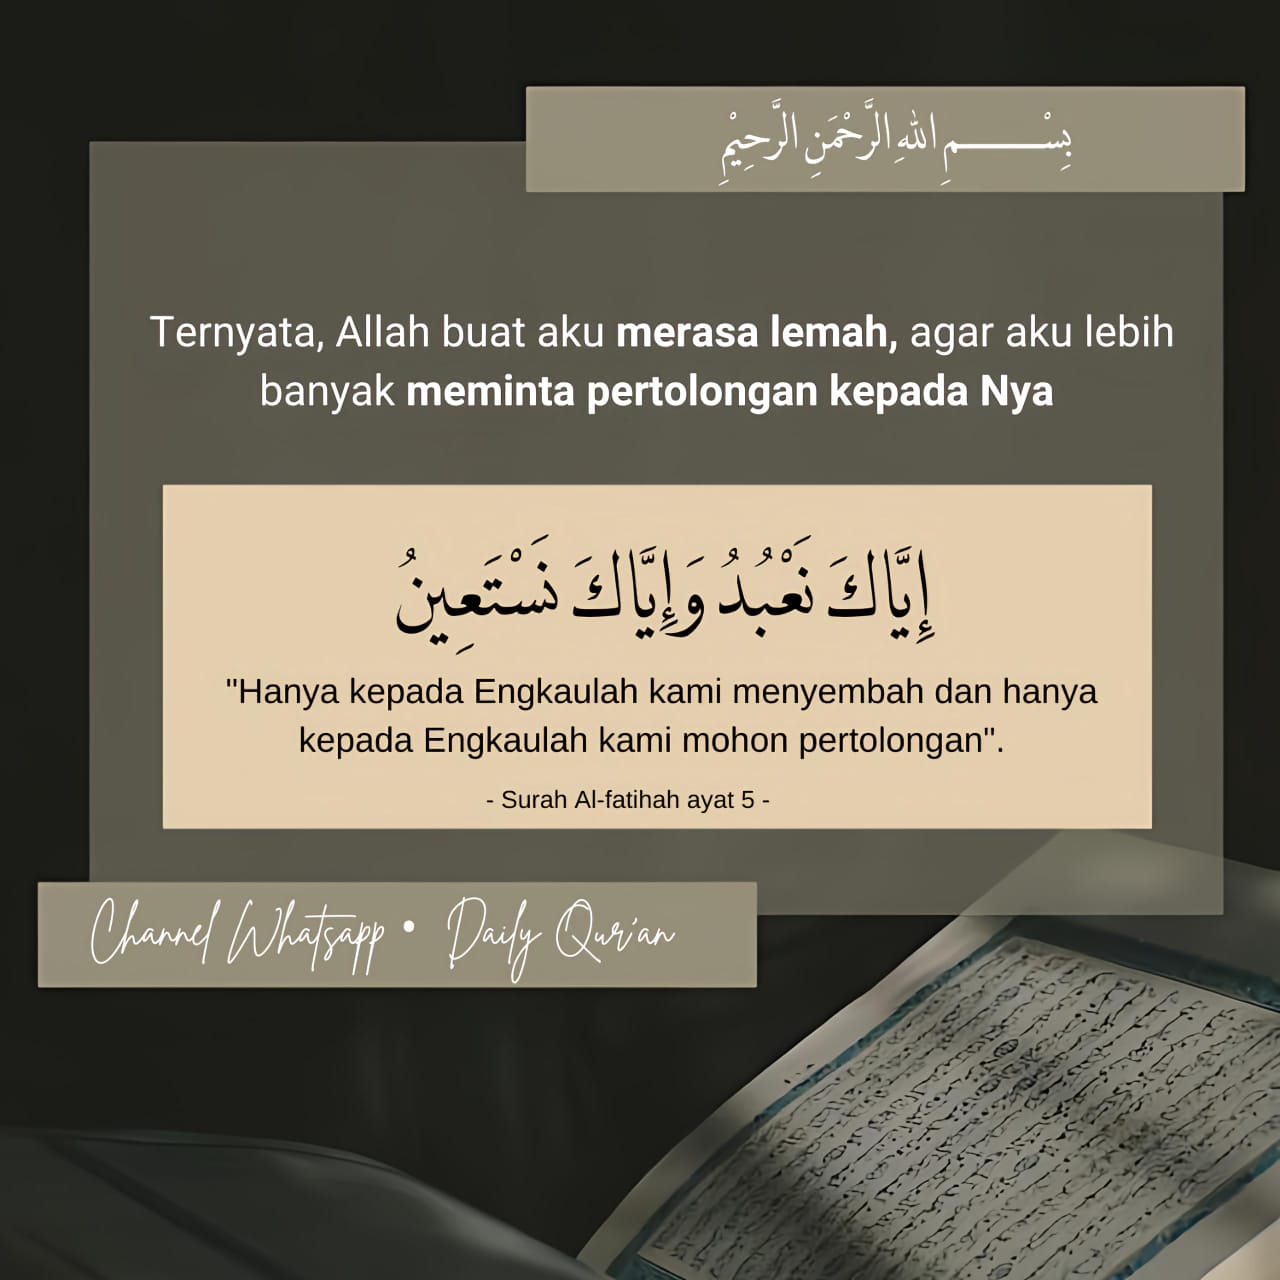 بِسْـــــــــمِ اللهِ الرَّحْمَنِ الرَّحِيْمِ
Ternyata, Allah buat aku merasa lemah, agar aku lebih
banyak meminta pertolongan kepada Nya
إِيَّاكَ نَعْبُدُ وَإِيَّاكَ نَسْتَعِينُ
"Hanya kepada Engkaulah kami menyembah dan hanya
kepada Engkaulah kami mohon pertolongan".
- Surah Al-fatihah ayat 5 -
Channel Whatsapp • Daily Qur'an